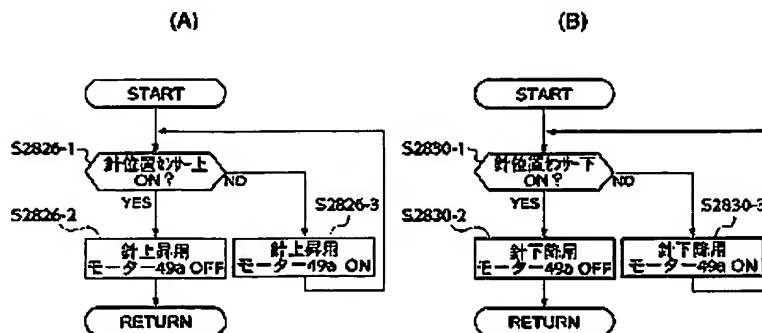 (A)
START
S2826-1
針位置センサー上
ON?
NO
YES
S2826-2
S2826-3
針上昇用
モーター49a OFF
針上昇用
モーター49a ON
RETURN
(B)
START
S2830-1
針位置センサー下
ON?
NO
YES
S2830-2
S2830-3
針下降用
モーター49a OFF
針下降用
モーター49a ON
RETURN